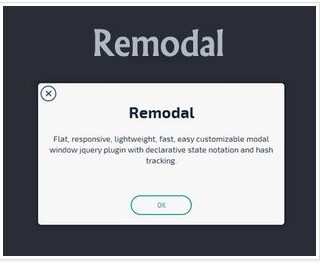 Remodal
Remodal
Flat, responsive, lightweight, fast, easy customizable modal
window jquery plugin with declarative state notation and hash
tracking.
OK